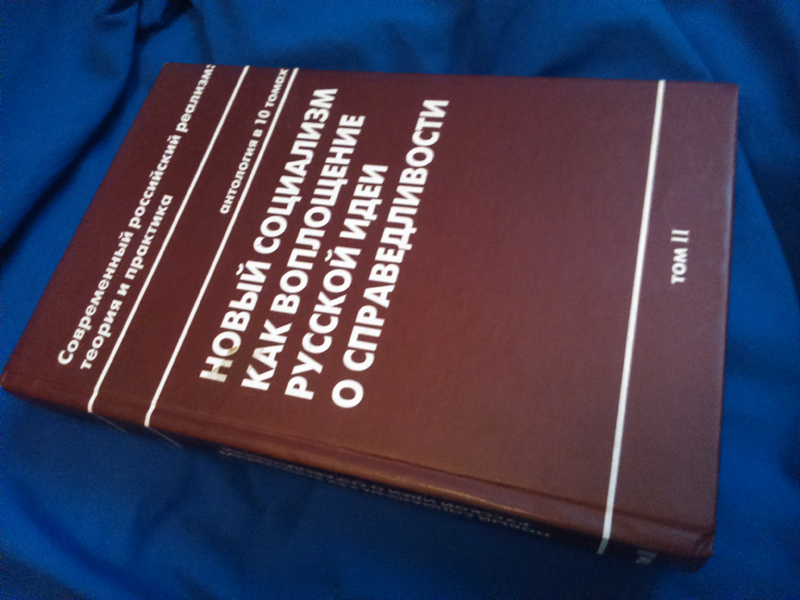 Современный российский реализм:
теория и практика
антология в 10 томах
НОВЫЙ СОЦИАЛИЗМ
КАК ВОПЛОЩЕНИЕ
РУССКОЙ ИДЕИ
О СПРАВЕДЛИВОСТИ
том II